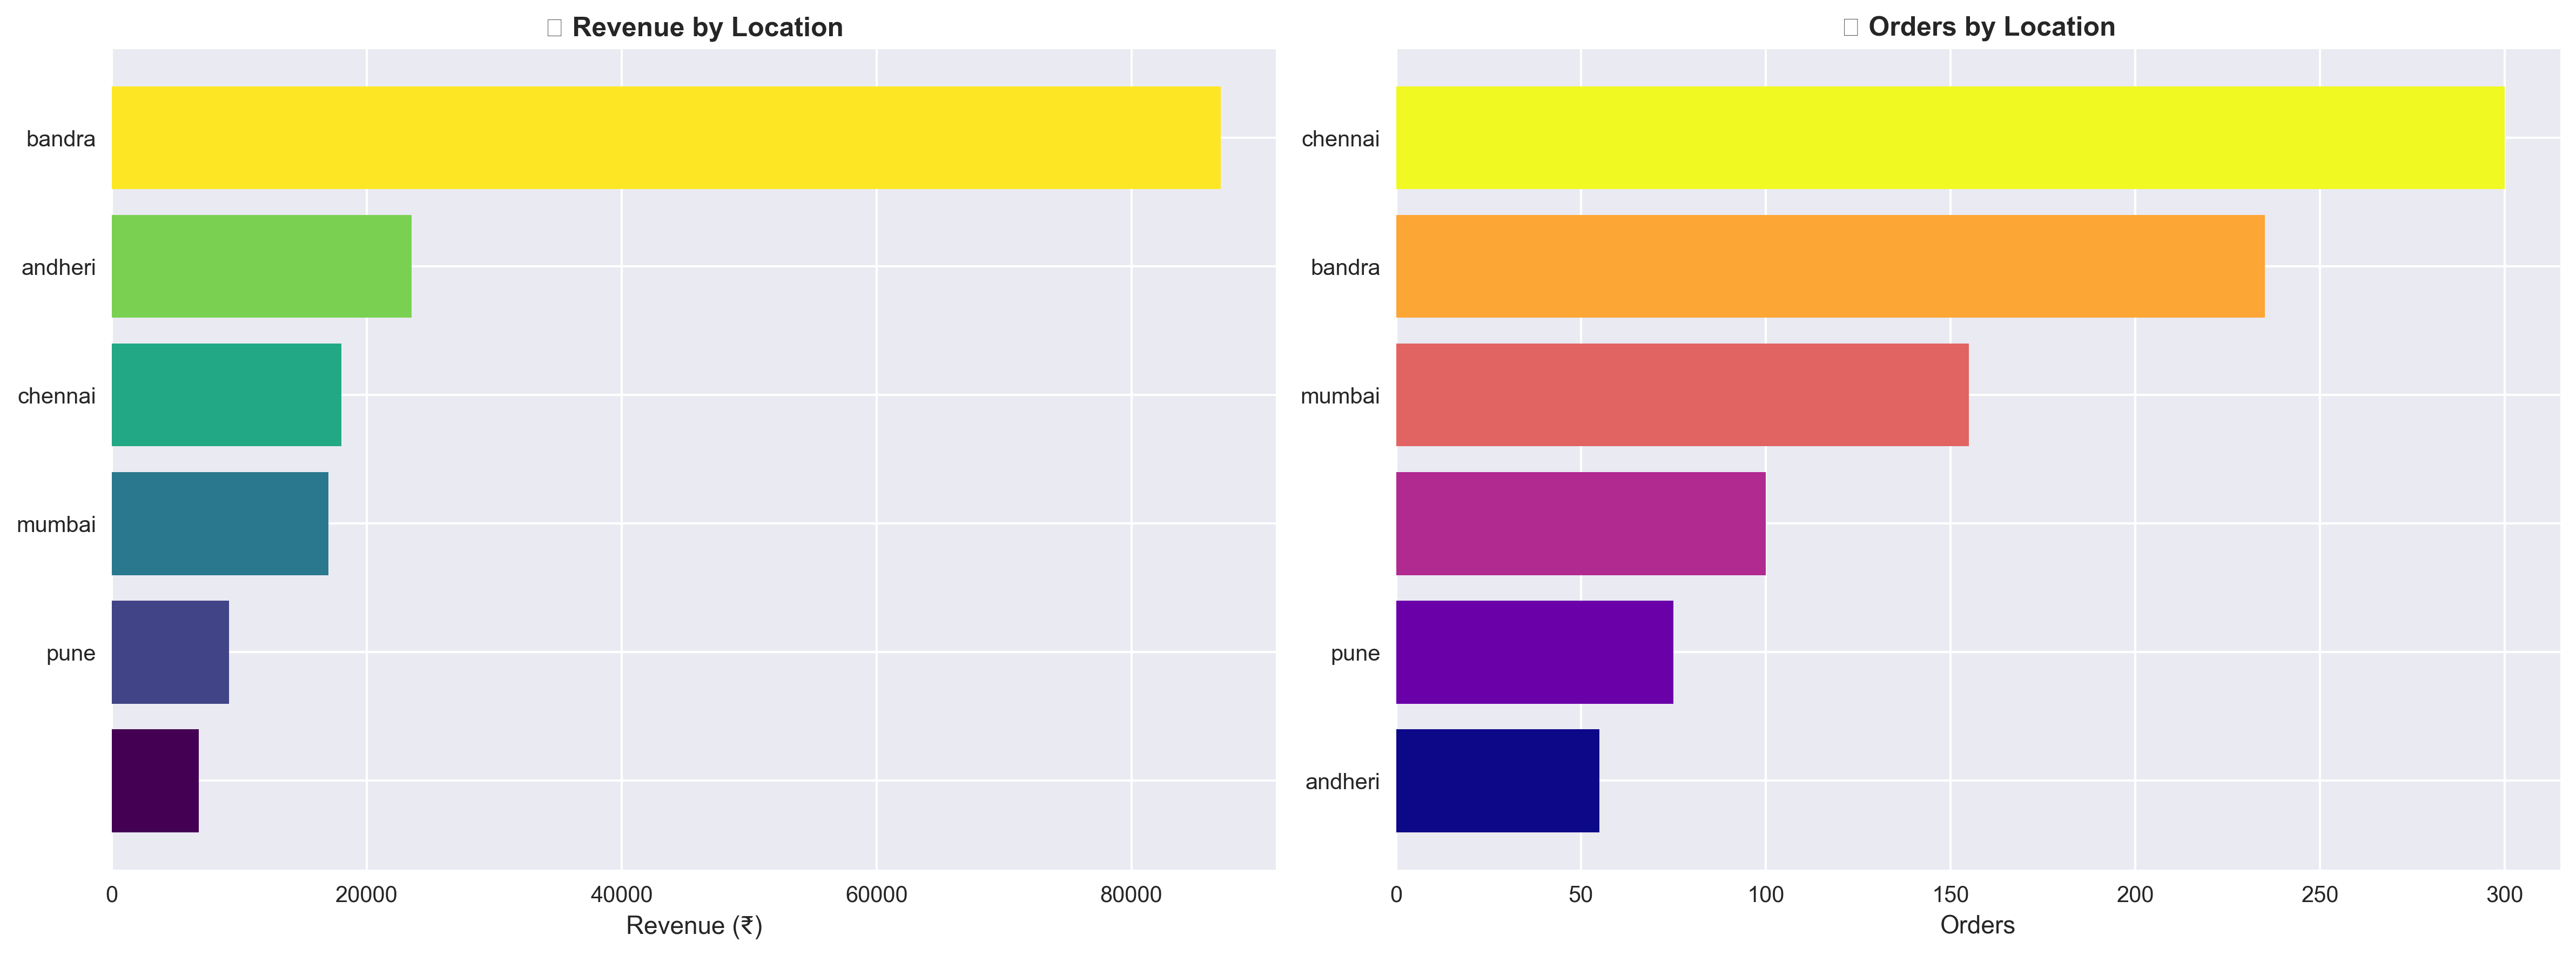 Revenue by Location
bandra
andheri
chennai
mumbai
pune
0 20000 40000 60000 80000
Revenue (₹)
Orders by Location
chennai
bandra
mumbai
pune
andheri
0 50 100 150 200 250 300
Orders